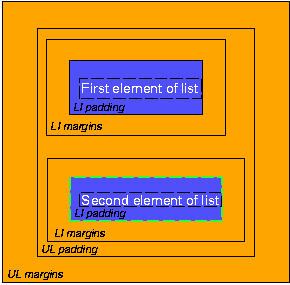 First element of list
LI padding
LI margins
Second element of list
LI padding
LI margins
UL padding
UL margins